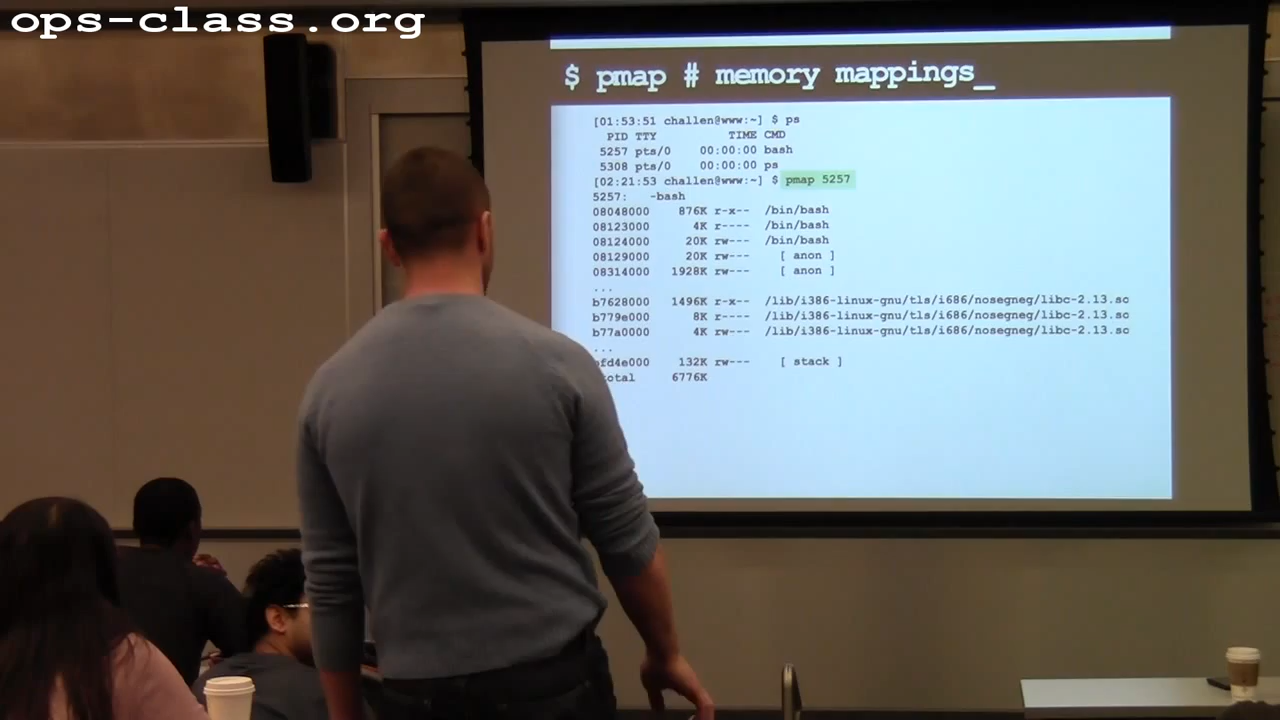 ops-class.org
$ pmap # memory mappings_
[01:53:51 challen@www:~] $ ps
PID TTY TIME CMD
5257 pts/0 00:00:00 bash
5308 pts/0 00:00:00 ps
[02:21:53 challen@www:~] $ pmap 5257
5257: -bash
08048000 876K r-x-- /bin/bash
08123000 4K r---- /bin/bash
08124000 20K rw--- /bin/bash
08129000 20K rw--- [ anon ]
08314000 1928K rw--- [ anon ]
...
b7628000 1496K r-x-- /lib/i386-linux-gnu/tls/i686/nosegneg/libc-2.13.so
b779e000 8K r---- /lib/i386-linux-gnu/tls/i686/nosegneg/libc-2.13.so
b77a0000 4K rw--- /lib/i386-linux-gnu/tls/i686/nosegneg/libc-2.13.so
...
bfd4e000 132K rw--- [ stack ]
total 6776K